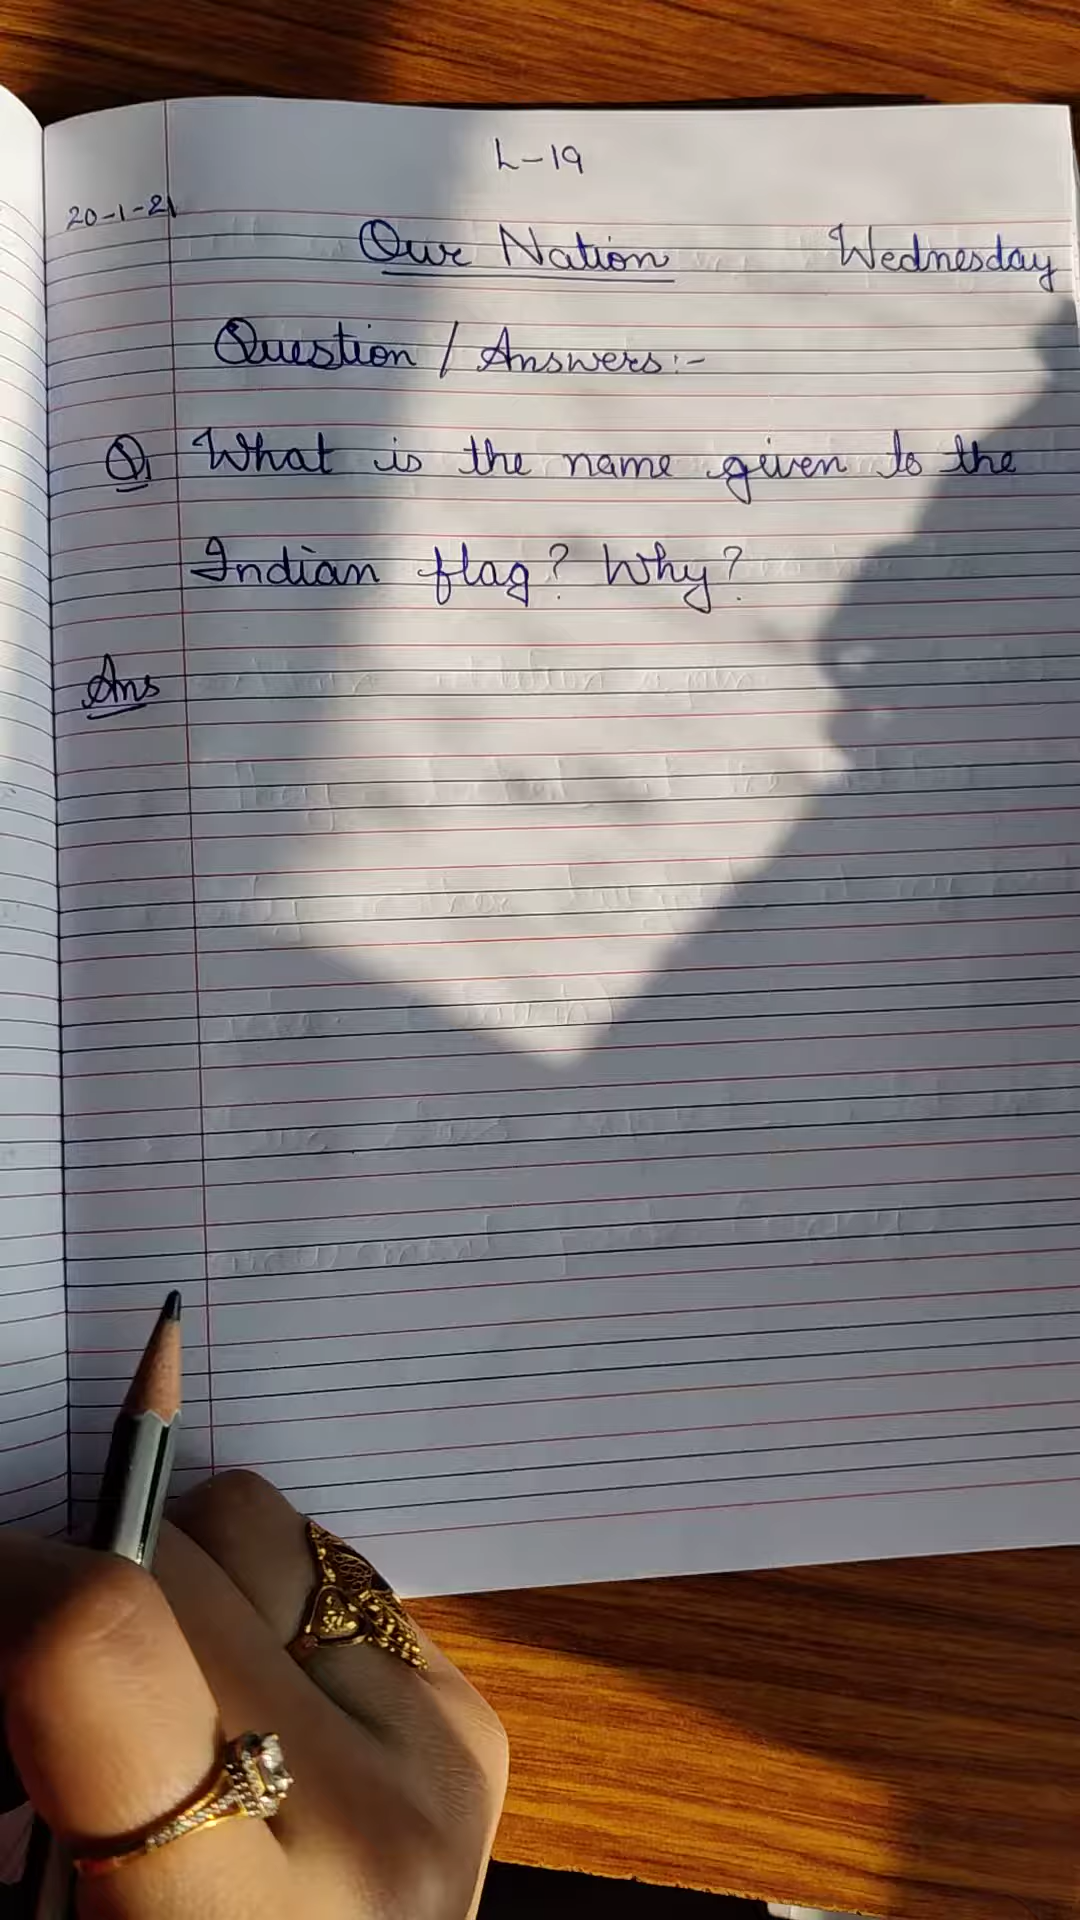 L-19
20-1-21
Our Nation Wednesday
Question / Answers:-
Q1 What is the name given to the
Indian flag? Why?
Ans